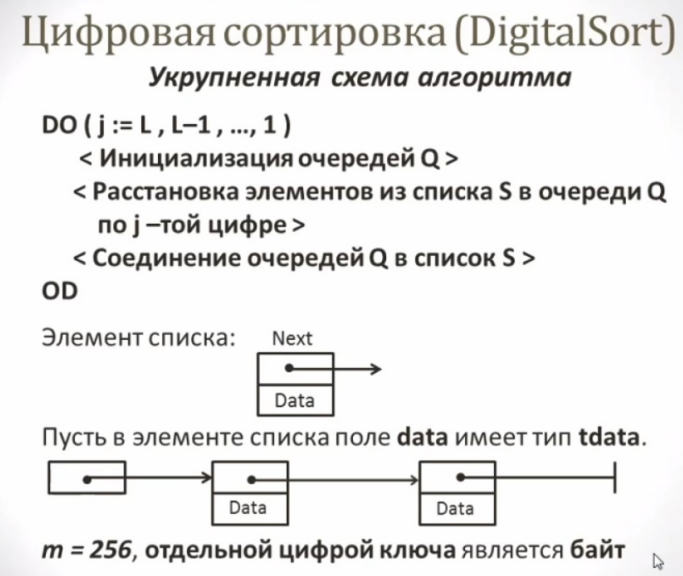 Цифровая сортировка (DigitalSort)
Укрупненная схема алгоритма
DO ( j := L , L–1 , ..., 1 )
< Инициализация очередей Q >
< Расстановка элементов из списка S в очереди Q
по j –той цифре >
< Соединение очередей Q в список S >
OD
Элемент списка:
Next
Data
Пусть в элементе списка поле data имеет тип tdata.
Data
Data
m = 256, отдельной цифрой ключа является байт